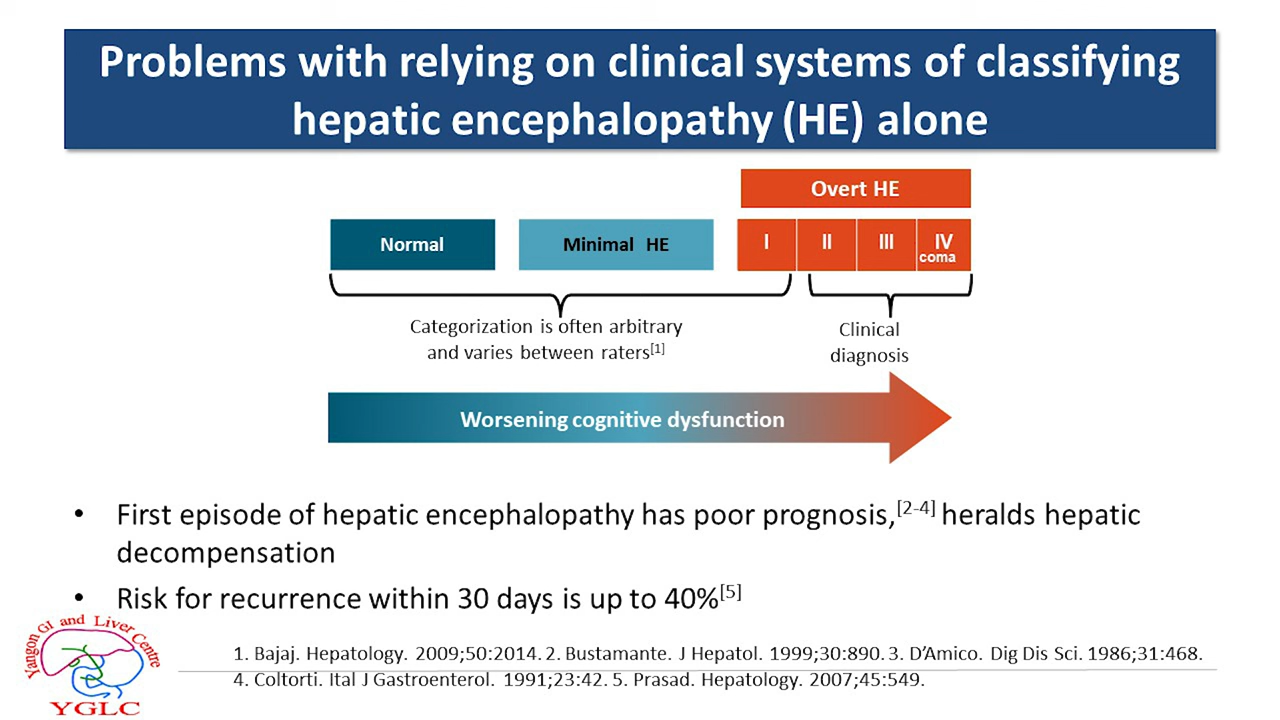 Problems with relying on clinical systems of classifying
hepatic encephalopathy (HE) alone
Overt HE
Normal
Minimal HE
I
II
III
IV
coma
Categorization is often arbitrary
and varies between raters[1]
Clinical
diagnosis
Worsening cognitive dysfunction
• First episode of hepatic encephalopathy has poor prognosis,[2-4] heralds hepatic
decompensation
• Risk for recurrence within 30 days is up to 40%[5]
Yangon GI and Liver Centre
YGLC
1. Bajaj. Hepatology. 2009;50:2014. 2. Bustamante. J Hepatol. 1999;30:890. 3. D’Amico. Dig Dis Sci. 1986;31:468.
4. Coltorti. Ital J Gastroenterol. 1991;23:42. 5. Prasad. Hepatology. 2007;45:549.